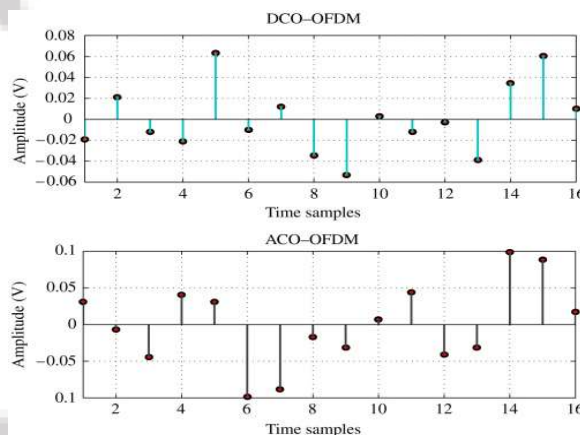 DCO–OFDM
Amplitude (V)
0.08
0.06
0.04
0.02
0
−0.02
−0.04
−0.06
2 4 6 8 10 12 14 16
Time samples
ACO–OFDM
Amplitude (V)
0.1
0.05
0
−0.05
0.1
2 4 6 8 10 12 14 16
Time samples